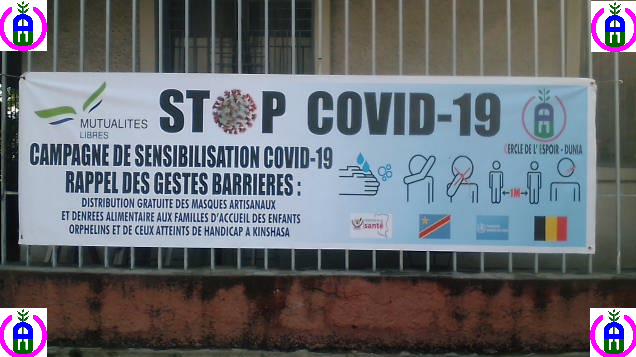 MUTUALITES
LIBRES
STOP COVID-19
CERCLE DE L'ESPOIR - DUNIA
CAMPAGNE DE SENSIBILISATION COVID-19
RAPPEL DES GESTES BARRIERES :
DISTRIBUTION GRATUITE DES MASQUES ARTISANAUX
ET DENREES ALIMENTAIRE AUX FAMILLES D'ACCUEIL DES ENFANTS
ORPHELINS ET DE CEUX ATTEINTS DE HANDICAP A KINSHASA
1M
santé